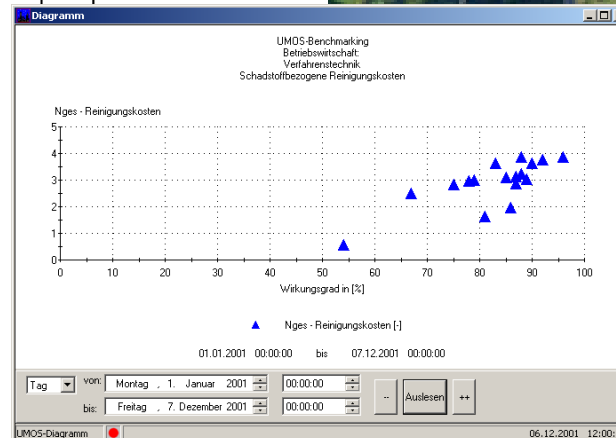 Diagramm
UMOS-Benchmarking
Betriebswirtschaft:
Verfahrenstechnik
Schadstoffbezogene Reinigungskosten
Nges - Reinigungskosten
5
4
3
2
1
0
0 10 20 30 40 50 60 70 80 90 100
Wirkungsgrad in [%]
Nges - Reinigungskosten [-]
01.01.2001 00:00:00 bis 07.12.2001 00:00:00
Tag von: Montag , 1. Januar 2001 00:00:00 -- Auslesen ++
bis: Freitag , 7. Dezember 2001 00:00:00
UMOS-Diagramm 06.12.2001 12:00: